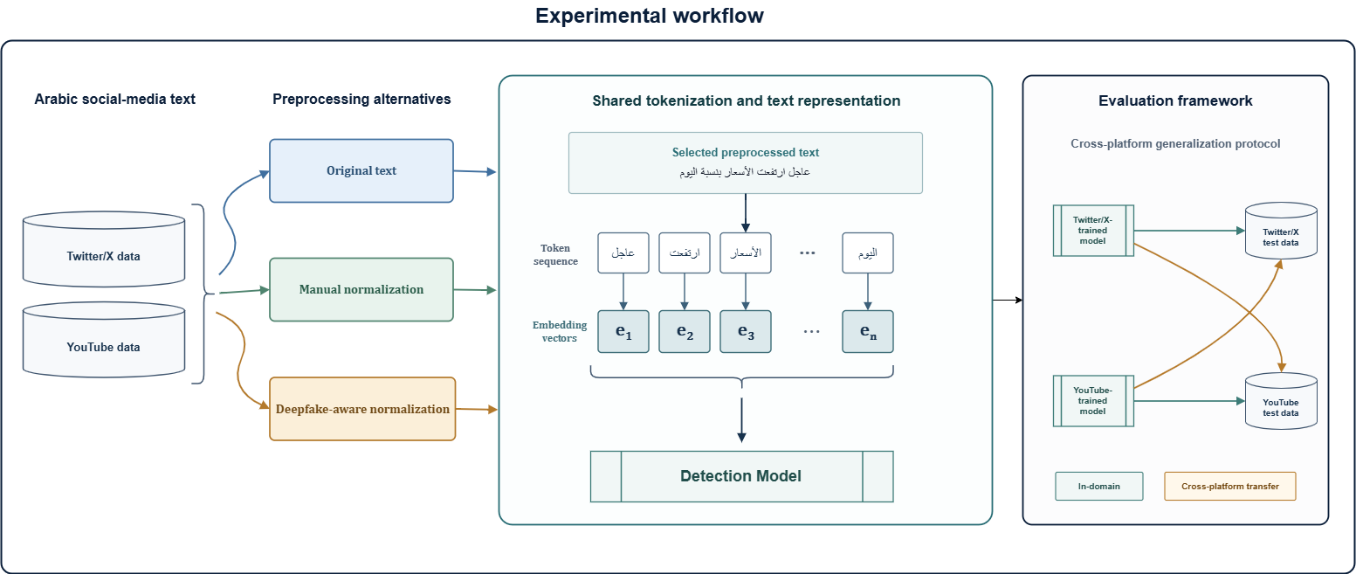 Experimental workflow
Arabic social-media text
Twitter/X data
YouTube data
Preprocessing alternatives
Original text
Manual normalization
Deepfake-aware normalization
Shared tokenization and text representation
Selected preprocessed text
عاجل ارتفعت الأسعار بنسبة اليوم
Token
sequence
عاجل
ارتفعت
الأسعار
...
اليوم
Embedding
vectors
e1
e2
e3
...
en
Detection Model
Evaluation framework
Cross-platform generalization protocol
Twitter/X-
trained
model
Twitter/X
test data
YouTube-
trained
model
YouTube
test data
In-domain
Cross-platform transfer